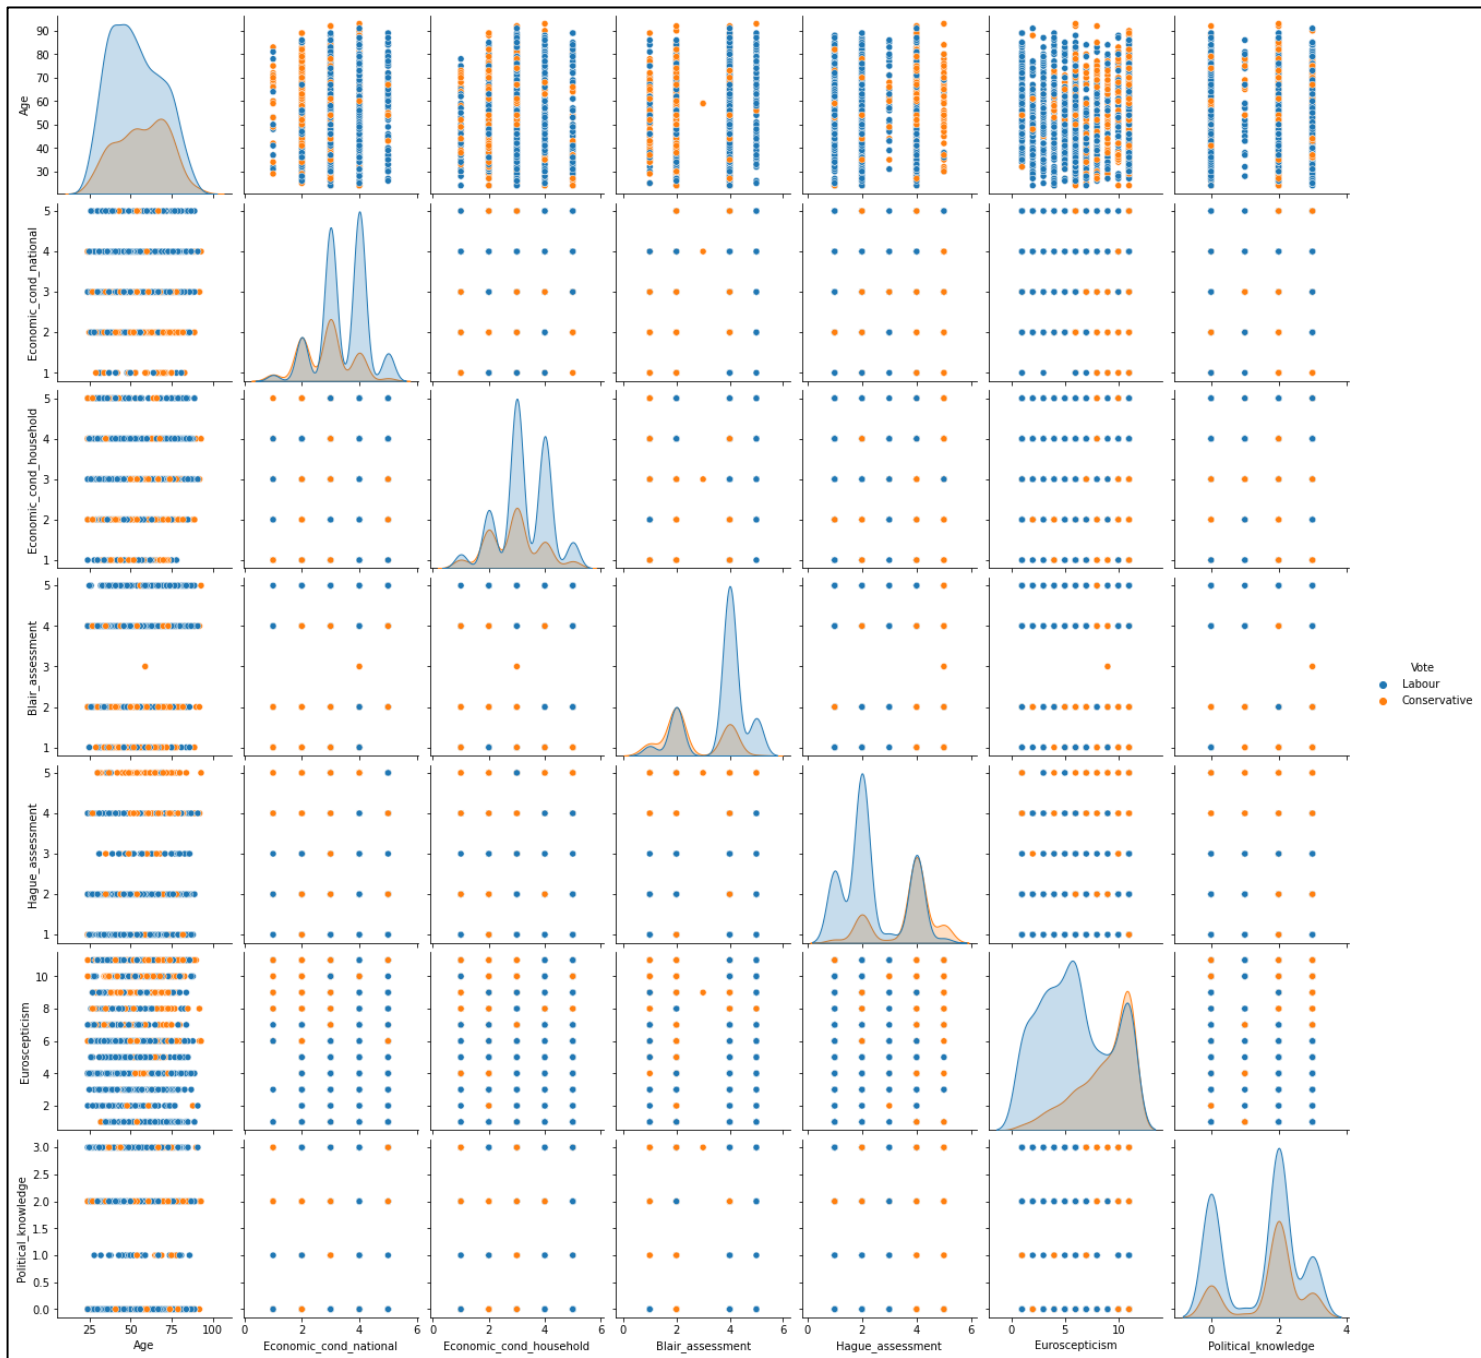 90
80
70
60
50
40
30
Age
5
4
3
2
1
Economic_cond_national
5
4
3
2
1
Economic_cond_household
5
4
3
2
1
Blair_assessment
Vote
Labour
Conservative
5
4
3
2
1
Hague_assessment
10
8
6
4
2
Euroscepticism
3.0
2.5
2.0
1.5
1.0
0.5
0.0
Political_knowledge
25 50 75 100
0 2 4 6
0 2 4 6
0 2 4 6
0 2 4 6
0 5 10
0 2 4
Age
Economic_cond_national
Economic_cond_household
Blair_assessment
Hague_assessment
Euroscepticism
Political_knowledge